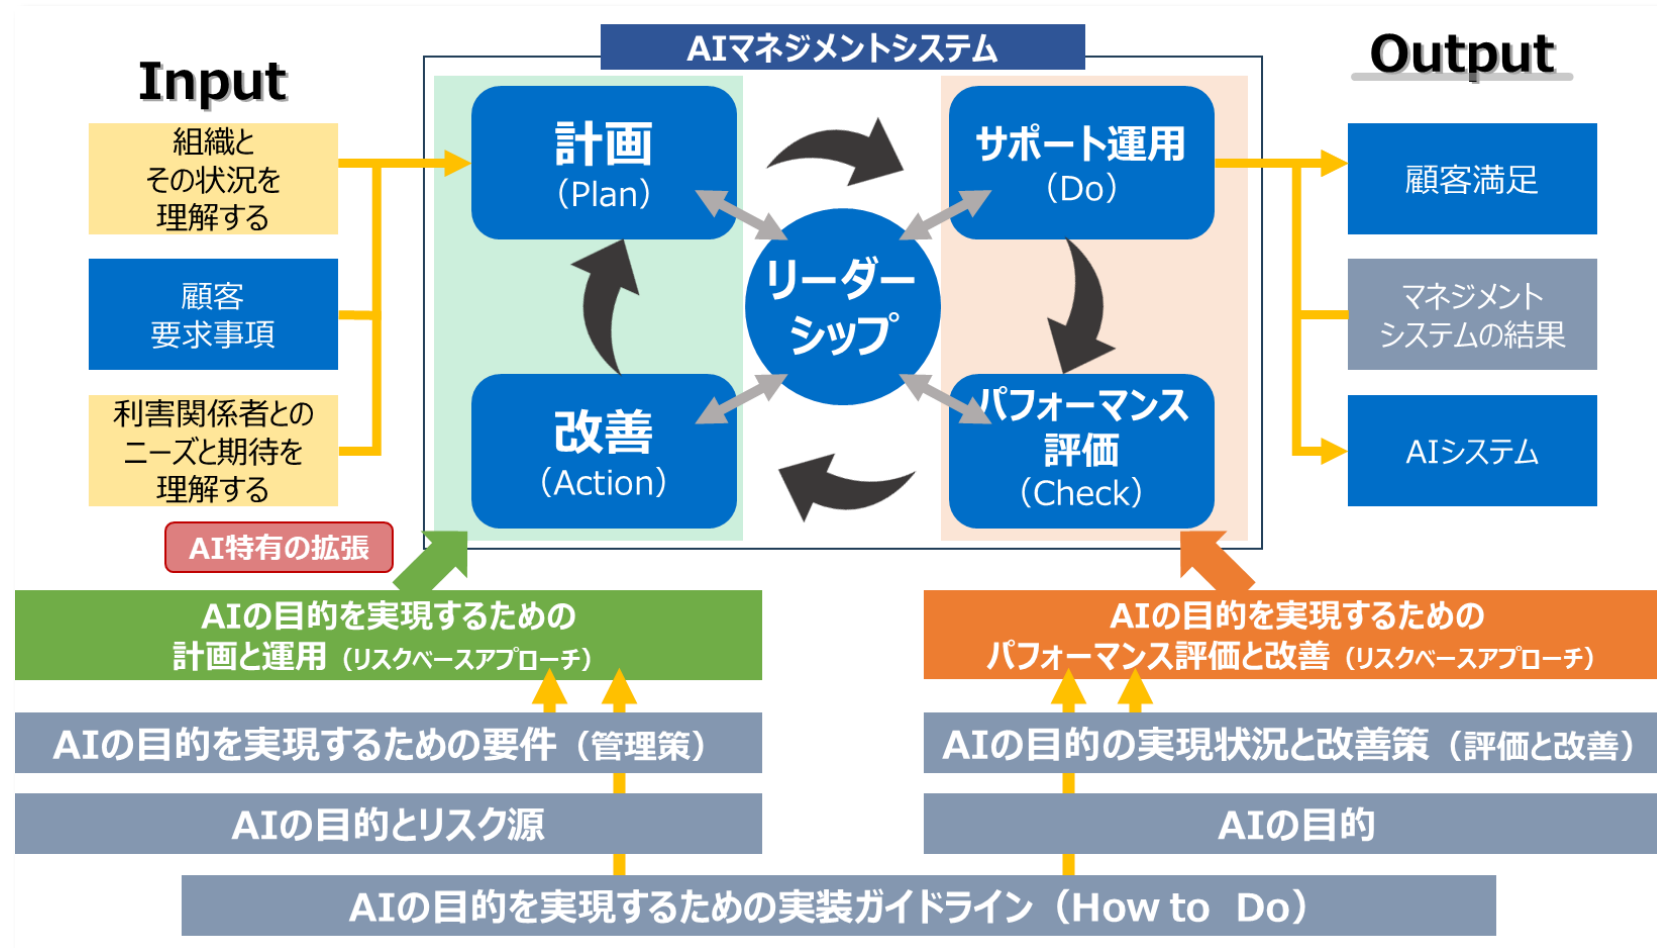 AIマネジメントシステム
Input
組織と
その状況を
理解する
顧客
要求事項
利害関係者との
ニーズと期待を
理解する
計画
（Plan）
サポート運用
（Do）
リーダー
シップ
改善
（Action）
パフォーマンス
評価
（Check）
Output
顧客満足
マネジメント
システムの結果
AIシステム
AI特有の拡張
AIの目的を実現するための
計画と運用（リスクベースアプローチ）
AIの目的を実現するための要件（管理策）
AIの目的とリスク源
AIの目的を実現するための
パフォーマンス評価と改善（リスクベースアプローチ）
AIの目的の実現状況と改善策（評価と改善）
AIの目的
AIの目的を実現するための実装ガイドライン（How to　Do）